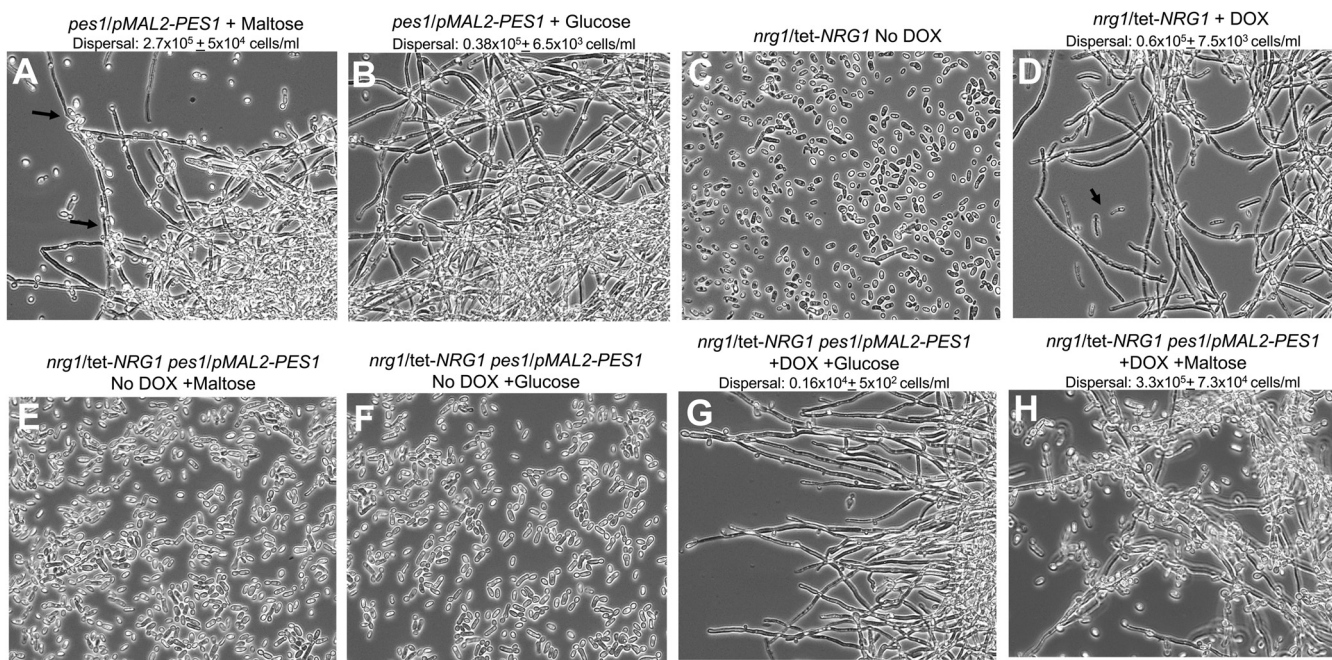 pes1/pMAL2-PES1 + Maltose
Dispersal: 2.7x10⁵ ± 5x10⁴ cells/ml
A
pes1/pMAL2-PES1 + Glucose
Dispersal: 0.38x10⁵± 6.5x10³ cells/ml
B
nrg1/tet-NRG1 No DOX
C
nrg1/tet-NRG1 + DOX
Dispersal: 0.6x10⁵± 7.5x10³ cells/ml
D
nrg1/tet-NRG1 pes1/pMAL2-PES1
No DOX +Maltose
E
nrg1/tet-NRG1 pes1/pMAL2-PES1
No DOX +Glucose
F
nrg1/tet-NRG1 pes1/pMAL2-PES1
+DOX +Glucose
Dispersal: 0.16x10⁴± 5x10² cells/ml
G
nrg1/tet-NRG1 pes1/pMAL2-PES1
+DOX +Maltose
Dispersal: 3.3x10⁵± 7.3x10⁴ cells/ml
H